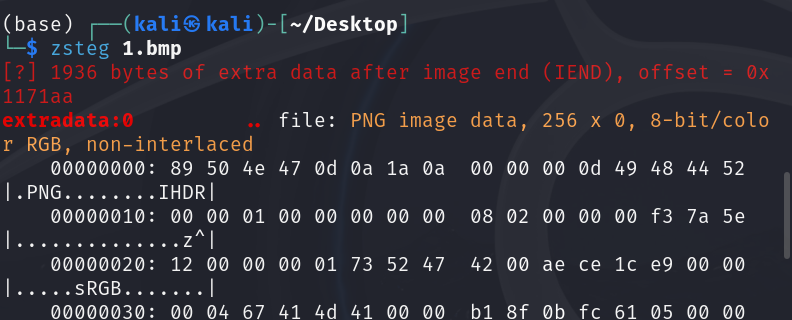 (base) ┌──(kali㉿kali)-[~/Desktop]
└─$ zsteg 1.bmp
[?] 1936 bytes of extra data after image end (IEND), offset = 0x
1171aa
extradata:0         .. file: PNG image data, 256 x 0, 8-bit/colo
r RGB, non-interlaced
    00000000: 89 50 4e 47 0d 0a 1a 0a  00 00 00 0d 49 48 44 52
|.PNG........IHDR|
    00000010: 00 00 01 00 00 00 00 00  08 02 00 00 00 f3 7a 5e
|..............z^|
    00000020: 12 00 00 00 01 73 52 47  42 00 ae ce 1c e9 00 00
|.....sRGB.......|
    00000030: 00 04 67 41 4d 41 00 00  b1 8f 0b fc 61 05 00 00